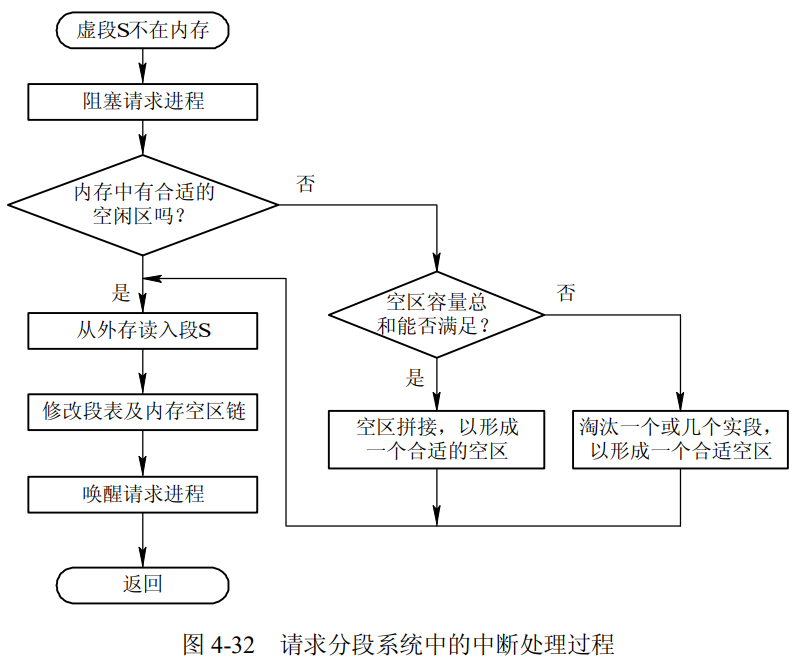 虚段S不在内存
阻塞请求进程
内存中有合适的
空闲区吗？
否
是
从外存读入段S
修改段表及内存空区链
唤醒请求进程
返回
空区容量总
和能否满足？
否
是
空区拼接，以形成
一个合适的空区
淘汰一个或几个实段，
以形成一个合适空区
图 4-32 请求分段系统中的中断处理过程